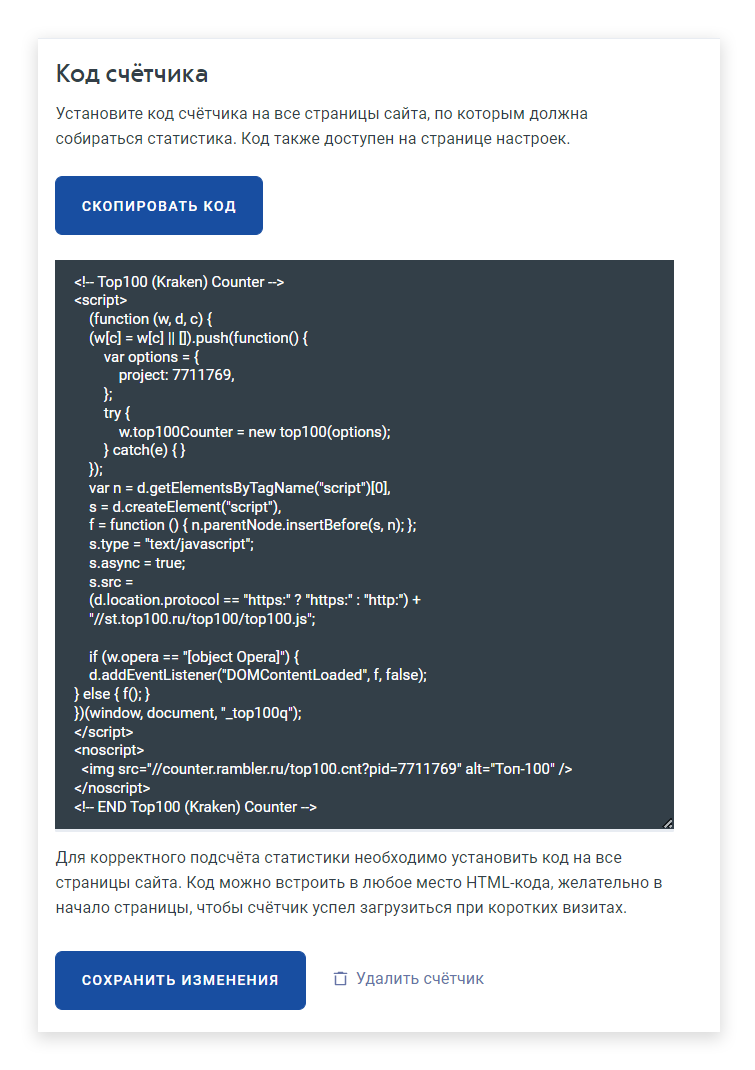 Код счётчика
Установите код счётчика на все страницы сайта, по которым должна
собираться статистика. Код также доступен на странице настроек.
СКОПИРОВАТЬ КОД
<!-- Top100 (Kraken) Counter -->
<script>
    (function (w, d, c) {
    (w[c] = w[c] || []).push(function() {
        var options = {
            project: 7711769,
        };
        try {
            w.top100Counter = new top100(options);
        } catch(e) { }
    });
    var n = d.getElementsByTagName("script")[0],
    s = d.createElement("script"),
    f = function () { n.parentNode.insertBefore(s, n); };
    s.type = "text/javascript";
    s.async = true;
    s.src =
    (d.location.protocol == "https:" ? "https:" : "http:") +
    "//st.top100.ru/top100/top100.js";

    if (w.opera == "[object Opera]") {
    d.addEventListener("DOMContentLoaded", f, false);
} else { f(); }
})(window, document, "_top100q");
</script>
<noscript>
  <img src="//counter.rambler.ru/top100.cnt?pid=7711769" alt="Топ-100" />
</noscript>
<!-- END Top100 (Kraken) Counter -->
Для корректного подсчёта статистики необходимо установить код на все
страницы сайта. Код можно встроить в любое место HTML-кода, желательно в
начало страницы, чтобы счётчик успел загрузиться при коротких визитах.
СОХРАНИТЬ ИЗМЕНЕНИЯ
Удалить счётчик